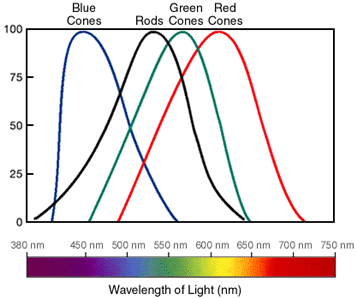 Blue Cones Rods Green Cones Red Cones
100
75
50
25
0
380 nm 450 nm 500 nm 550 nm 600 nm 650 nm 700 nm 750 nm
Wavelength of Light (nm)